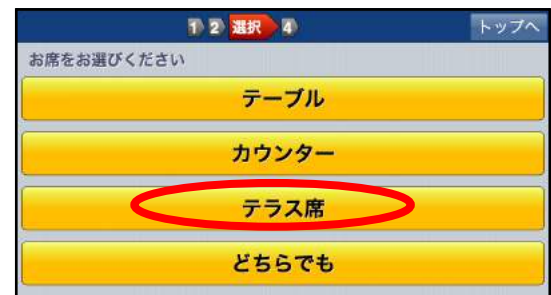 1 2 選択 4 トップへ
お席をお選びください
テーブル
カウンター
テラス席
どちらでも